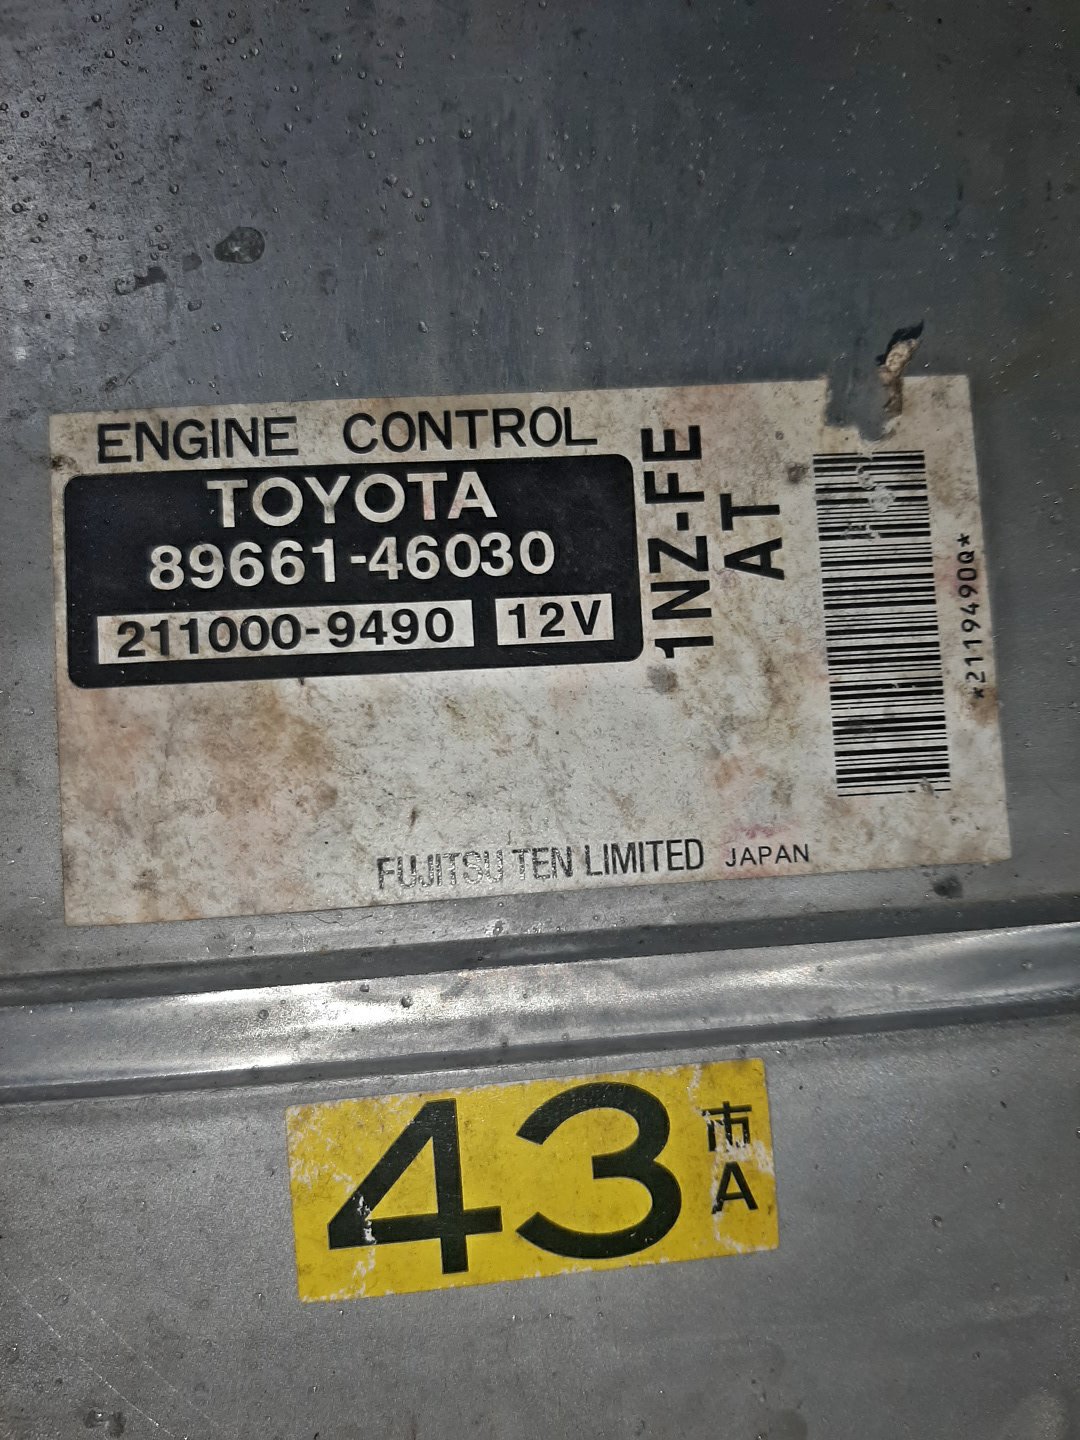 ENGINE CONTROL
TOYOTA
89661-46030
211000-9490 12V
1NZ-FE
AT
*2119490Q*
FUJITSU TEN LIMITED JAPAN
43
市
A